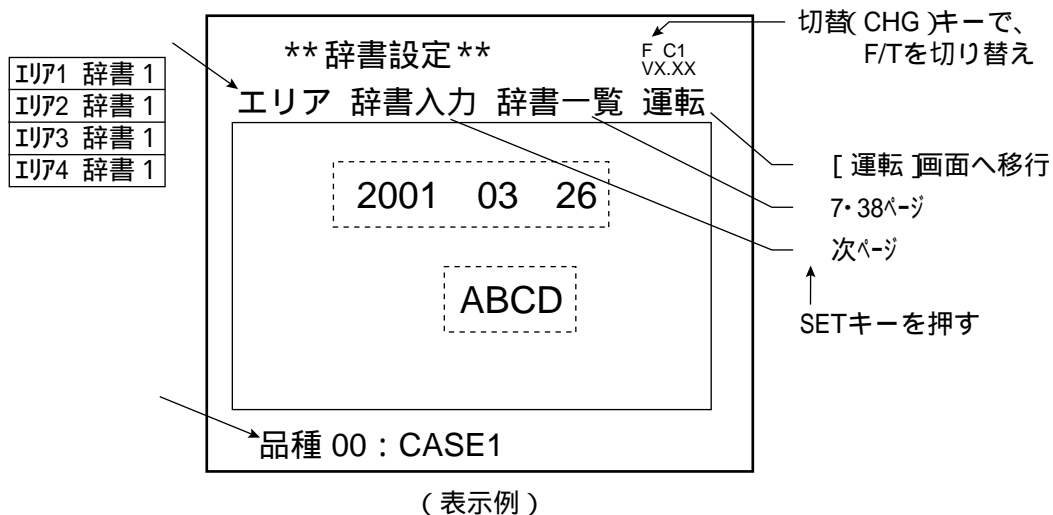 切替( CHG )キーで、
F/Tを切り替え
**辞書設定**
F C1
VX.XX
エリア1 辞書 1
エリア2 辞書 1
エリア3 辞書 1
エリア4 辞書 1
エリア 辞書入力 辞書一覧 運転
[ 運転 ]画面へ移行
2001 03 26
7・38ページ
次ページ
ABCD
SETキーを押す
品種 00 : CASE1
( 表示例 )